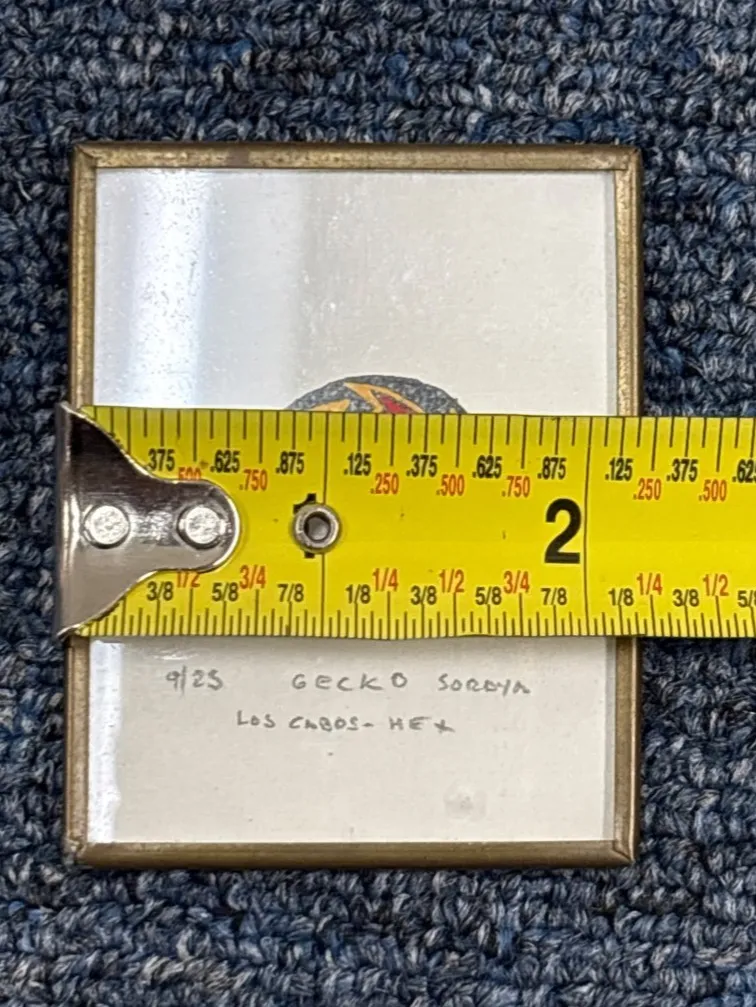 .375 .500 .625 .750 .875 .125 .250 .375 .500 .625 .750 .875 .125 .250 .375 .500
1 2
3/8 1/2 5/8 3/4 7/8 1/8 1/4 3/8 1/2 5/8 3/4 7/8 1/8 1/4 3/8 1/2
9/25 GECKO SORAYA
LOS CABOS- MEX